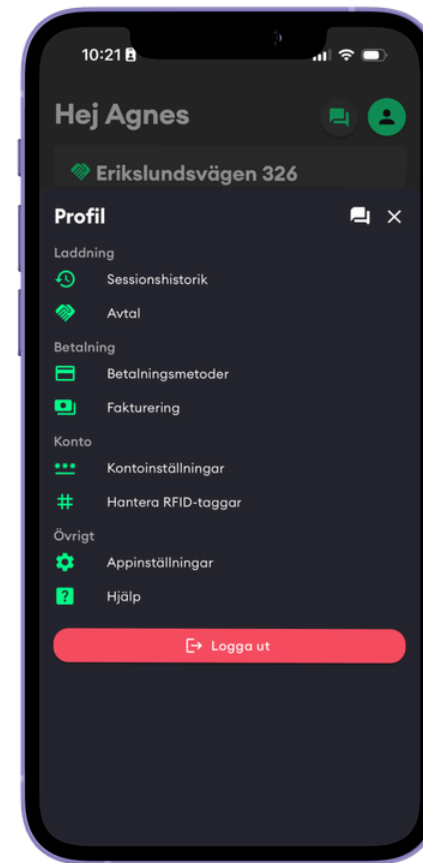 10:21
Hej Agnes
Erikslundsvägen 326
Profil
Laddning
Sessionshistorik
Avtal
Betalning
Betalningsmetoder
Fakturering
Konto
Kontoinställningar
Hantera RFID-taggar
Övrigt
Appinställningar
Hjälp
Logga ut